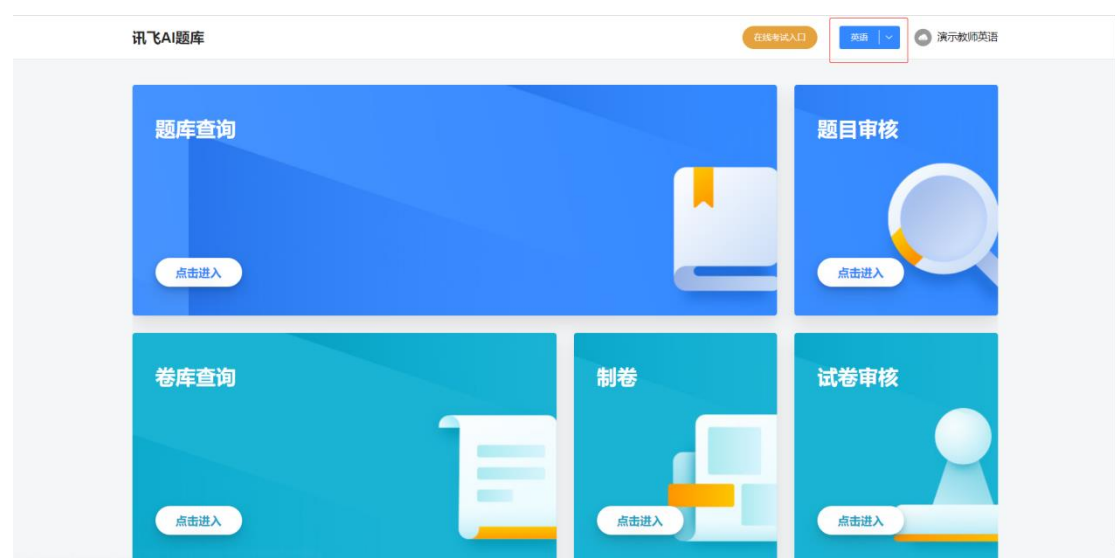 讯飞AI题库
在线考试入口
英语
演示教师英语
题库查询
题目审核
点击进入
点击进入
卷库查询
制卷
试卷审核
点击进入
点击进入
点击进入